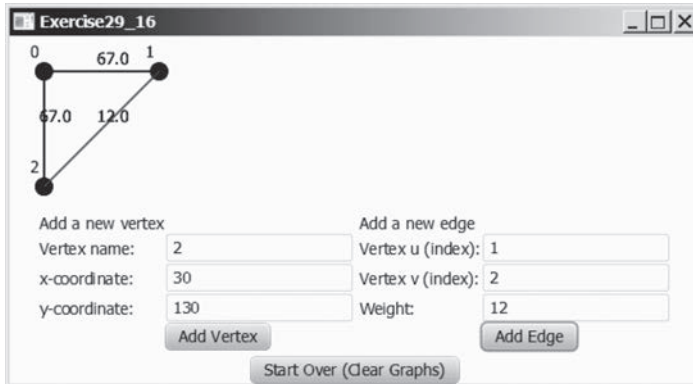 Exercise29_16
0 67.0 1
67.0 12.0
2
Add a new vertex
Vertex name: 2
x-coordinate: 30
y-coordinate: 130
Add Vertex
Add a new edge
Vertex u (index): 1
Vertex v (index): 2
Weight: 12
Add Edge
Start Over (Clear Graphs)